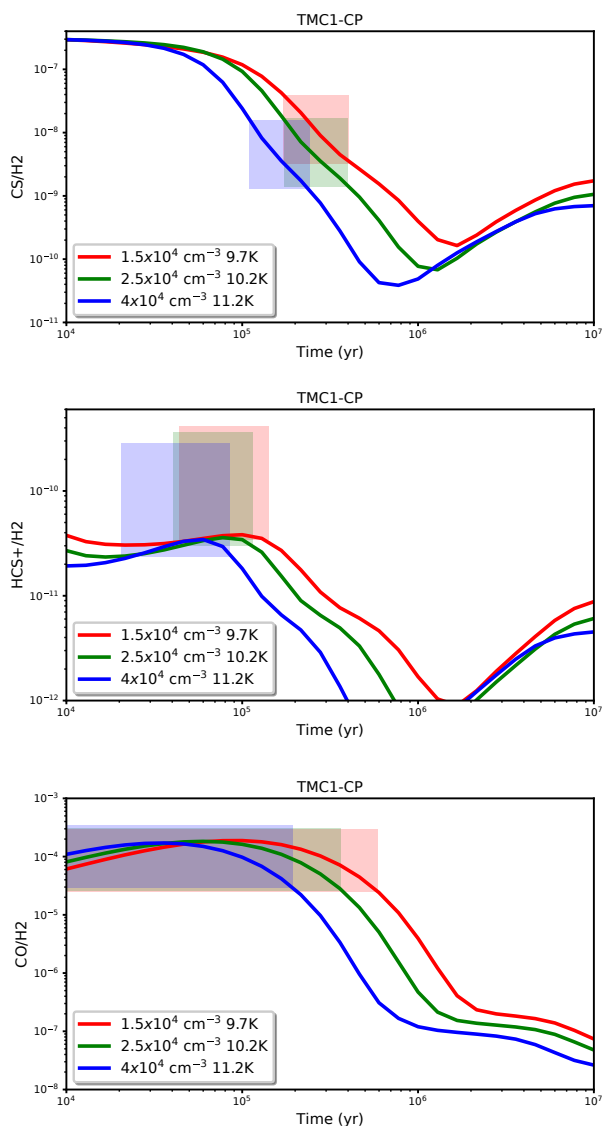 TMC1-CP
10⁻⁷
10⁻⁸
10⁻⁹
10⁻¹⁰
10⁻¹¹
CS/H2
1.5x10⁴ cm⁻³ 9.7K
2.5x10⁴ cm⁻³ 10.2K
4x10⁴ cm⁻³ 11.2K
10⁴ 10⁵ 10⁶ 10⁷
Time (yr)
TMC1-CP
10⁻¹⁰
10⁻¹¹
10⁻¹²
HCS+/H2
1.5x10⁴ cm⁻³ 9.7K
2.5x10⁴ cm⁻³ 10.2K
4x10⁴ cm⁻³ 11.2K
10⁴ 10⁵ 10⁶ 10⁷
Time (yr)
TMC1-CP
10⁻³
10⁻⁴
10⁻⁵
10⁻⁶
10⁻⁷
10⁻⁸
CO/H2
1.5x10⁴ cm⁻³ 9.7K
2.5x10⁴ cm⁻³ 10.2K
4x10⁴ cm⁻³ 11.2K
10⁴ 10⁵ 10⁶ 10⁷
Time (yr)